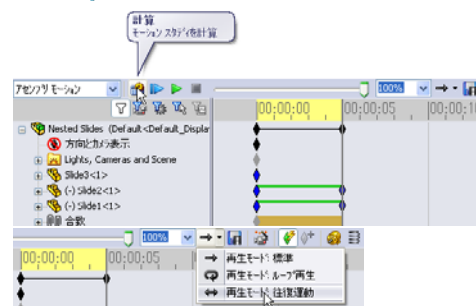 計算
モーション スタディを計算
アセンブリ モーション
100%
00:00:00
00:00:05
00:00:10
Nested Slides (Default<Default_Display
方向とカメラ表示
Lights, Cameras and Scene
Slide3<1>
(-) Slide2<1>
(-) Slide1<1>
合致
100%
00:00:00
00:00:05
再生モード: 標準
再生モード: ループ再生
再生モード: 往復運動